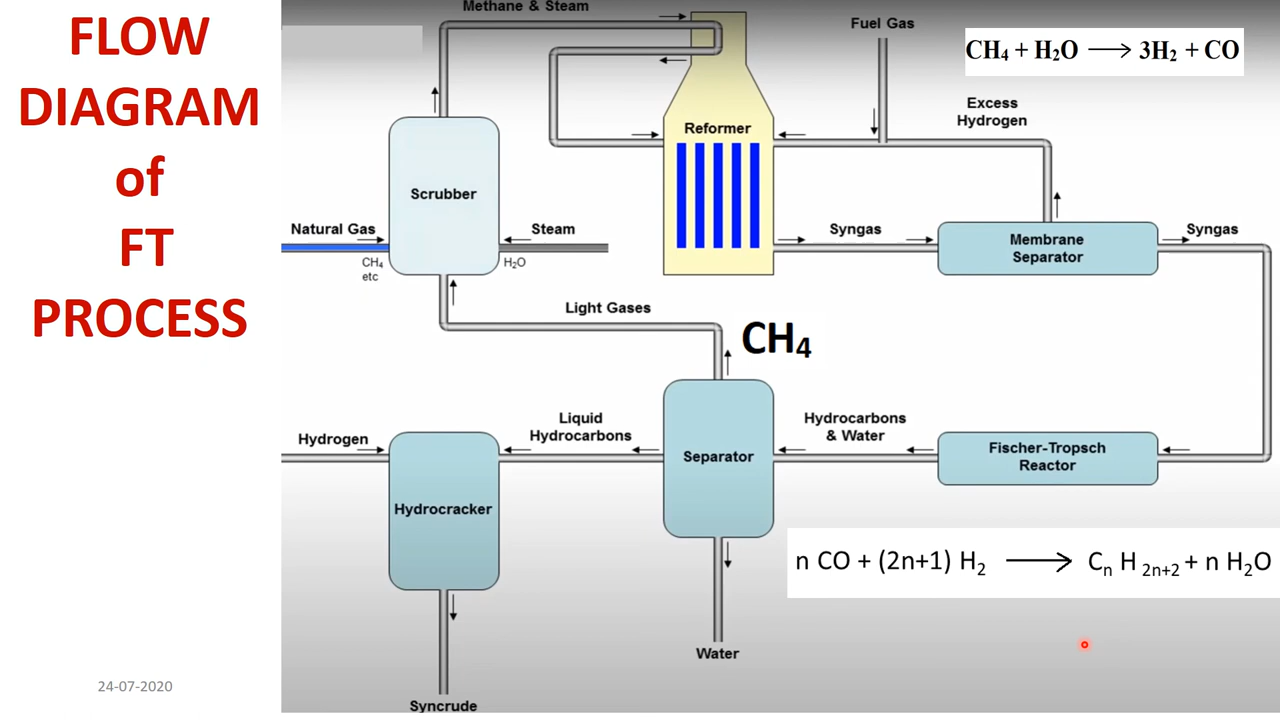 FLOW
DIAGRAM
of
FT
PROCESS
24-07-2020
Methane & Steam
Fuel Gas
CH₄ + H₂O ⟶ 3H₂ + CO
Excess
Hydrogen
Reformer
Scrubber
Natural Gas
Steam
CH₄
etc
H₂O
Syngas
Membrane
Separator
Syngas
Light Gases
CH₄
Hydrogen
Liquid
Hydrocarbons
Hydrocarbons
& Water
Fischer-Tropsch
Reactor
Separator
Hydrocracker
n CO + (2n+1) H₂ ⟶ Cₙ H ₂ₙ₊₂ + n H₂O
Water
Syncrude